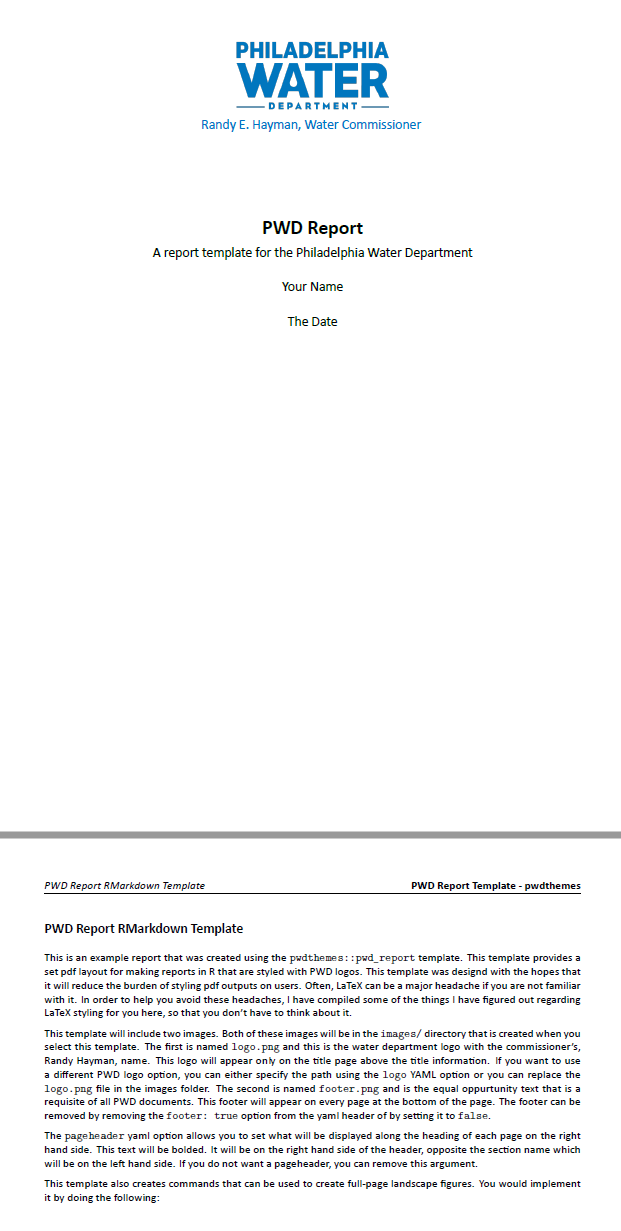 PHILADELPHIA
WATER
DEPARTMENT
Randy E. Hayman, Water Commissioner
PWD Report
A report template for the Philadelphia Water Department
Your Name
The Date
PWD Report RMarkdown Template PWD Report Template - pwdthemes
PWD Report RMarkdown Template
This is an example report that was created using the pwdthemes::pwd_report template. This template provides a
set pdf layout for making reports in R that are styled with PWD logos. This template was designd with the hopes that
it will reduce the burden of styling pdf outputs on users. Often, LaTeX can be a major headache if you are not familiar
with it. In order to help you avoid these headaches, I have compiled some of the things I have figured out regarding
LaTeX styling for you here, so that you don't have to think about it.
This template will include two images. Both of these images will be in the images/ directory that is created when you
select this template. The first is named logo.png and this is the water department logo with the commissioner's,
Randy Hayman, name. This logo will appear only on the title page above the title information. If you want to use
a different PWD logo option, you can either specify the path using the logo YAML option or you can replace the
logo.png file in the images folder. The second is named footer.png and is the equal oppurtunity text that is a
requisite of all PWD documents. This footer will appear on every page at the bottom of the page. The footer can be
removed by removing the footer: true option from the yaml header of by setting it to false.
The pageheader yaml option allows you to set what will be displayed along the heading of each page on the right
hand side. This text will be bolded. It will be on the right hand side of the header, opposite the section name which
will be on the left hand side. If you do not want a pageheader, you can remove this argument.
This template also creates commands that can be used to create full-page landscape figures. You would implement
it by doing the following: